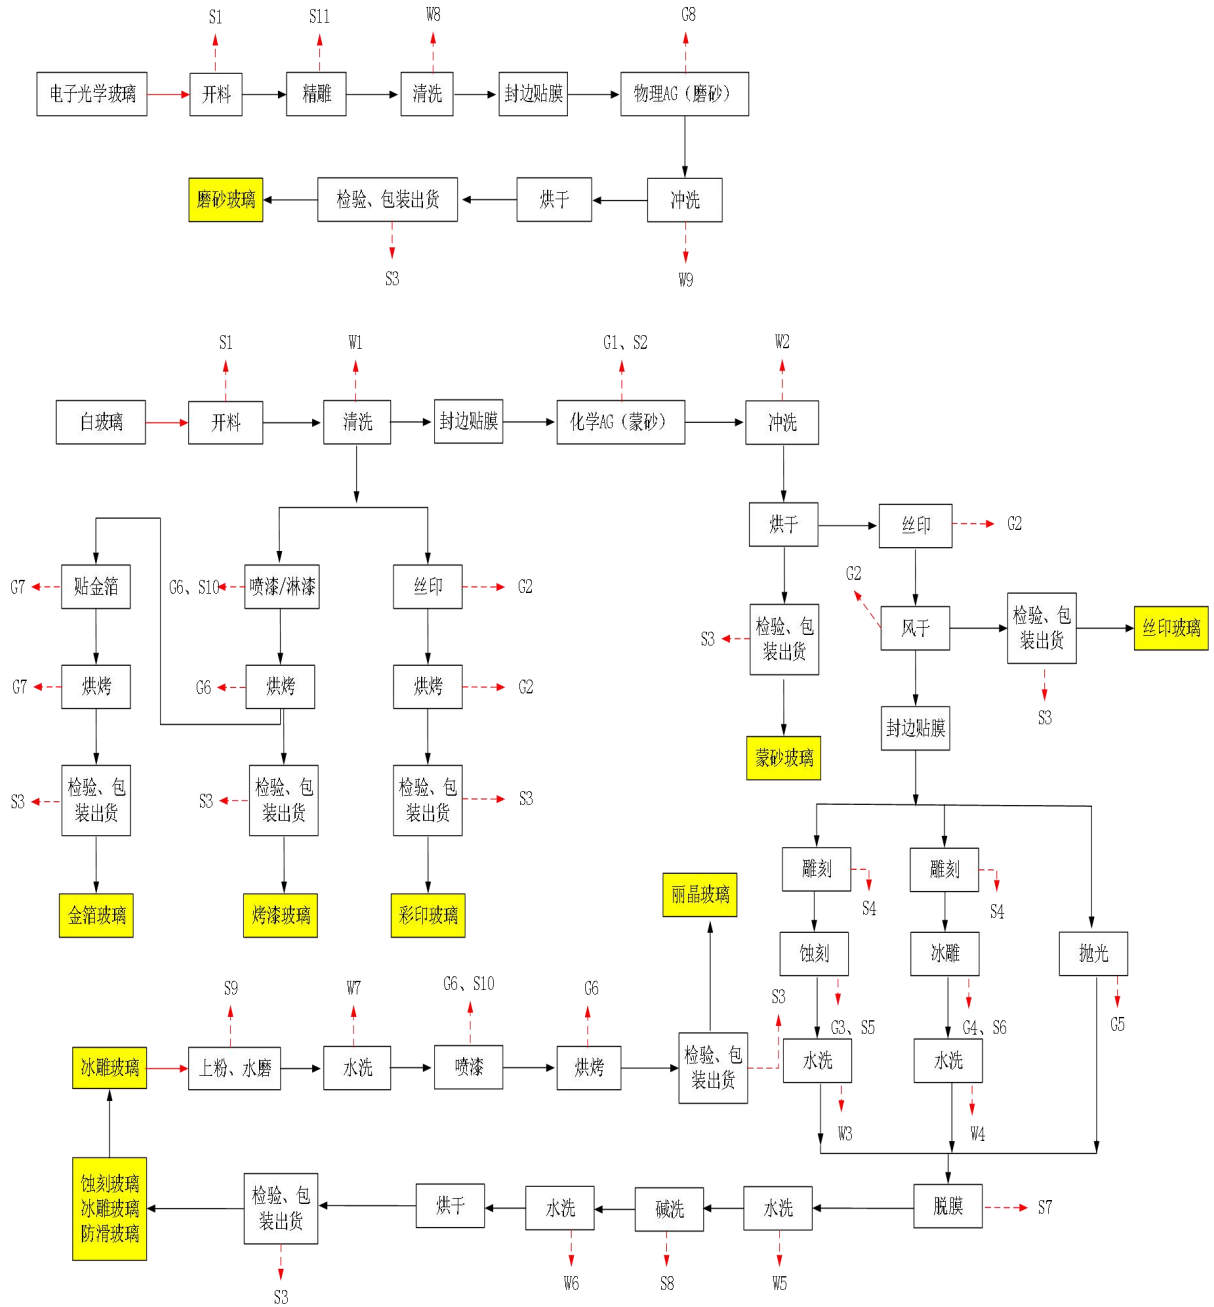 S1
S11
W8
G8
电子光学玻璃
开料
精雕
清洗
封边贴膜
物理AG（磨砂）
磨砂玻璃
检验、包装出货
烘干
冲洗
S3
W9
S1
W1
G1、S2
W2
白玻璃
开料
清洗
封边贴膜
化学AG（蒙砂）
冲洗
烘干
丝印
G2
G7
贴金箔
G6、S10
喷漆/淋漆
丝印
G2
G2
S3
检验、包
装出货
风干
检验、包
装出货
丝印玻璃
G7
烘烤
G6
烘烤
烘烤
G2
S3
封边贴膜
蒙砂玻璃
S3
检验、包
装出货
S3
检验、包
装出货
检验、包
装出货
S3
雕刻
S4
雕刻
S4
金箔玻璃
烤漆玻璃
彩印玻璃
丽晶玻璃
蚀刻
冰雕
抛光
S9
W7
G6、S10
G6
S3
G3、S5
G4、S6
G5
冰雕玻璃
上粉、水磨
水洗
喷漆
烘烤
检验、包
装出货
水洗
水洗
W3
W4
蚀刻玻璃
冰雕玻璃
防滑玻璃
检验、包
装出货
烘干
水洗
碱洗
水洗
脱膜
S7
S3
W6
S8
W5